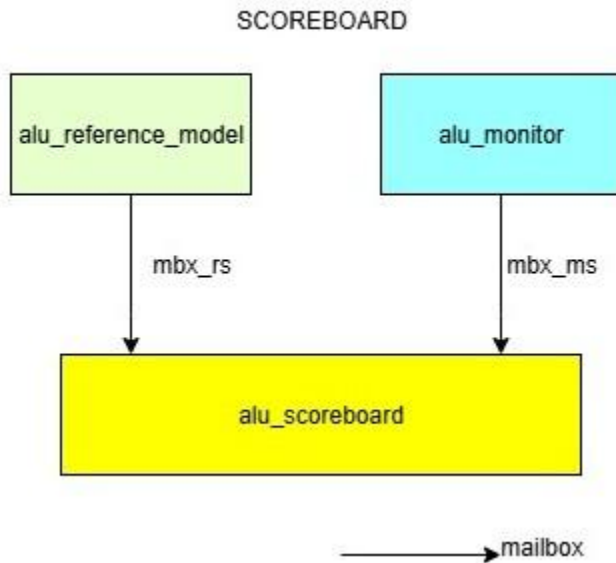 SCOREBOARD
alu_reference_model
alu_monitor
mbx_rs
mbx_ms
alu_scoreboard
mailbox